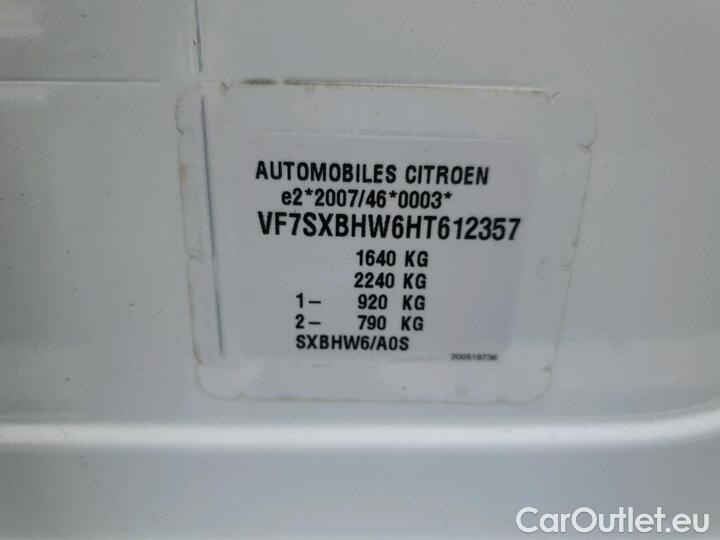 AUTOMOBILES CITROEN
e2*2007/46*0003*
VF7SXBHW6HT612357
1640 KG
2240 KG
1– 920 KG
2– 790 KG
SXBHW6/A0S
200518736
CarOutlet.eu